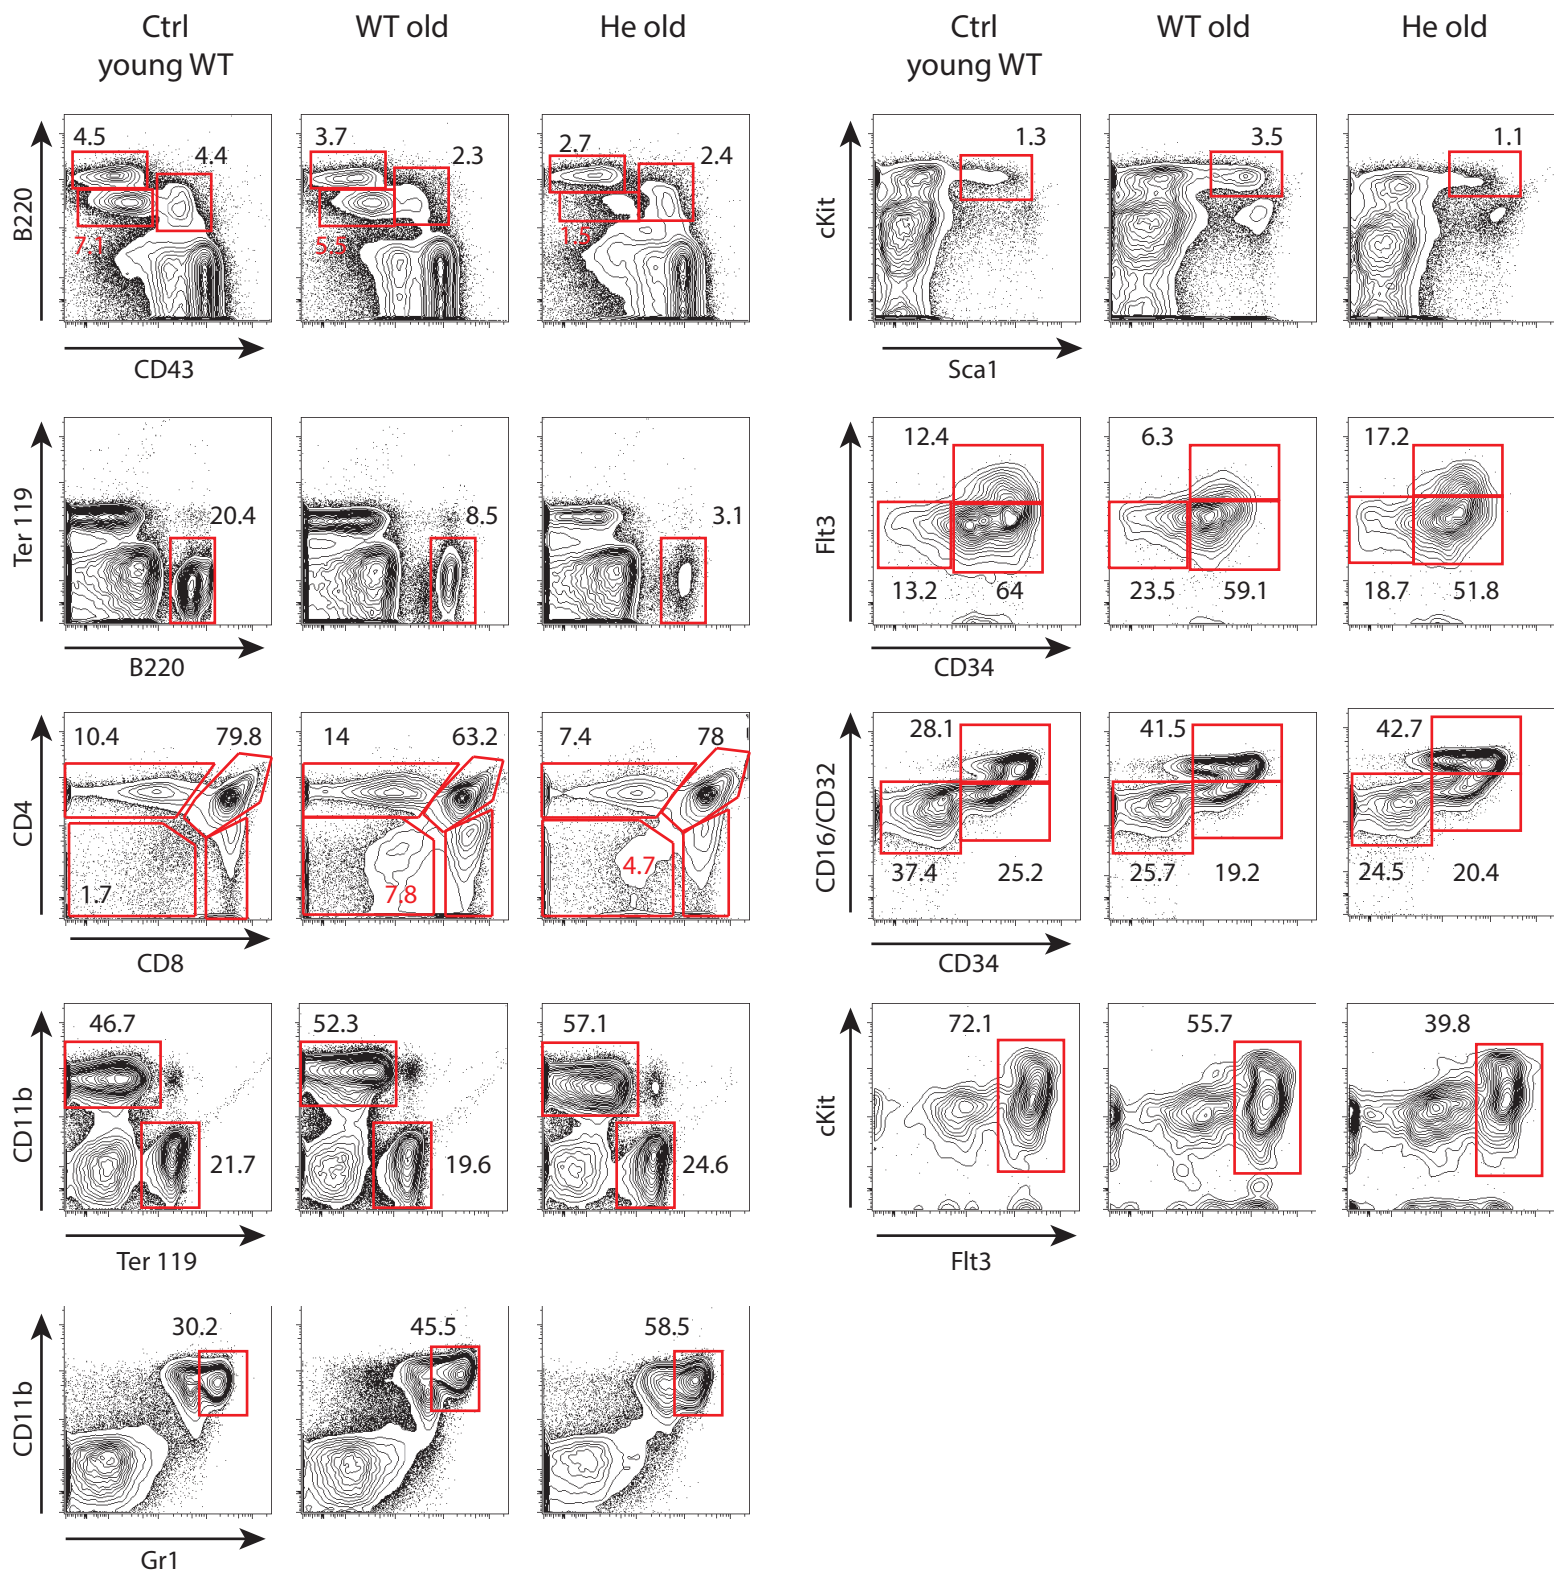 Ctrl
young WT
WT old
He old
Ctrl
young WT
WT old
He old
4.5
4.4
7.1
3.7
2.3
5.5
2.7
2.4
1.5
B220
CD43
1.3
3.5
1.1
cKit
Sca1
20.4
8.5
3.1
Ter 119
B220
12.4
13.2
64
6.3
23.5
59.1
17.2
18.7
51.8
Flt3
CD34
10.4
79.8
1.7
14
63.2
7.8
7.4
78
4.7
CD4
CD8
28.1
37.4
25.2
41.5
25.7
19.2
42.7
24.5
20.4
CD16/CD32
CD34
46.7
21.7
52.3
19.6
57.1
24.6
CD11b
Ter 119
72.1
55.7
39.8
cKit
Flt3
30.2
45.5
58.5
CD11b
Gr1